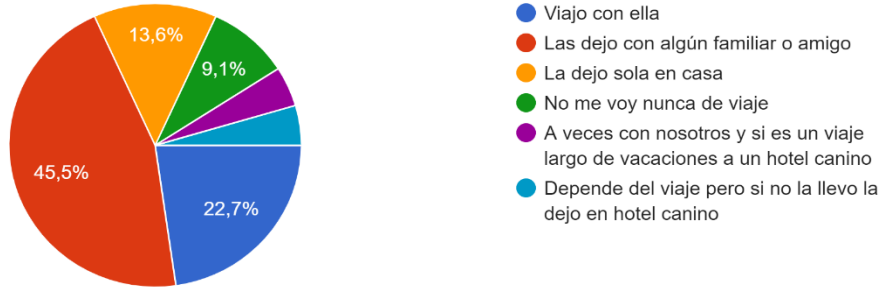 13,6%
9,1%
45,5%
22,7%
Viajo con ella
Las dejo con algún familiar o amigo
La dejo sola en casa
No me voy nunca de viaje
A veces con nosotros y si es un viaje
largo de vacaciones a un hotel canino
Depende del viaje pero si no la llevo la
dejo en hotel canino